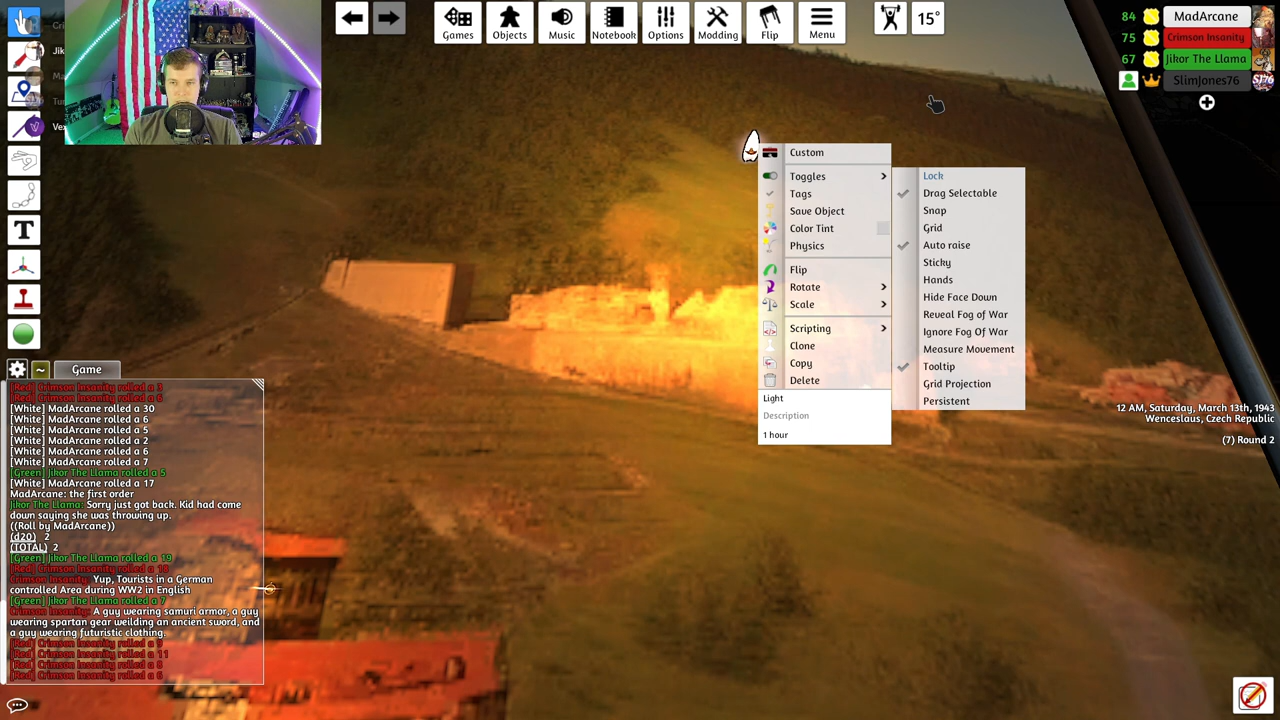 Games
Objects
Music
Notebook
Options
Modding
Flip
Menu
15°
84 MadArcane
75 Crimson Insanity
67 Jikor The Llama
SlimJones76
SJ76
Jik
Vex
T
Custom
Toggles
Tags
Save Object
Color Tint
Physics
Flip
Rotate
Scale
Scripting
Clone
Copy
Delete
Light
Description
1 hour
Lock
Drag Selectable
Snap
Grid
Auto raise
Sticky
Hands
Hide Face Down
Reveal Fog of War
Ignore Fog Of War
Measure Movement
Tooltip
Grid Projection
Persistent
12 AM, Saturday, March 13th, 1943
Wenceslaus, Czech Republic
(7) Round 2
~ Game
[Red] Crimson Insanity rolled a 3
[Red] Crimson Insanity rolled a 6
[White] MadArcane rolled a 30
[White] MadArcane rolled a 6
[White] MadArcane rolled a 5
[White] MadArcane rolled a 2
[White] MadArcane rolled a 6
[White] MadArcane rolled a 7
[Green] Jikor The Llama rolled a 5
[White] MadArcane rolled a 17
MadArcane: the first order
Jikor The Llama: Sorry just got back. Kid had come
down saying she was throwing up.
((Roll by MadArcane))
(d20) 2
(TOTAL) 2
[Green] Jikor The Llama rolled a 19
[Red] Crimson Insanity rolled a 18
Crimson Insanity: Yup, Tourists in a German
controlled Area during WW2 in English
[Green] Jikor The Llama rolled a 7
Crimson Insanity: A guy wearing samuri armor, a guy
wearing spartan gear weilding an ancient sword, and
a guy wearing futuristic clothing.
[Red] Crimson Insanity rolled a 9
[Red] Crimson Insanity rolled a 11
[Red] Crimson Insanity rolled a 8
[Red] Crimson Insanity rolled a 6